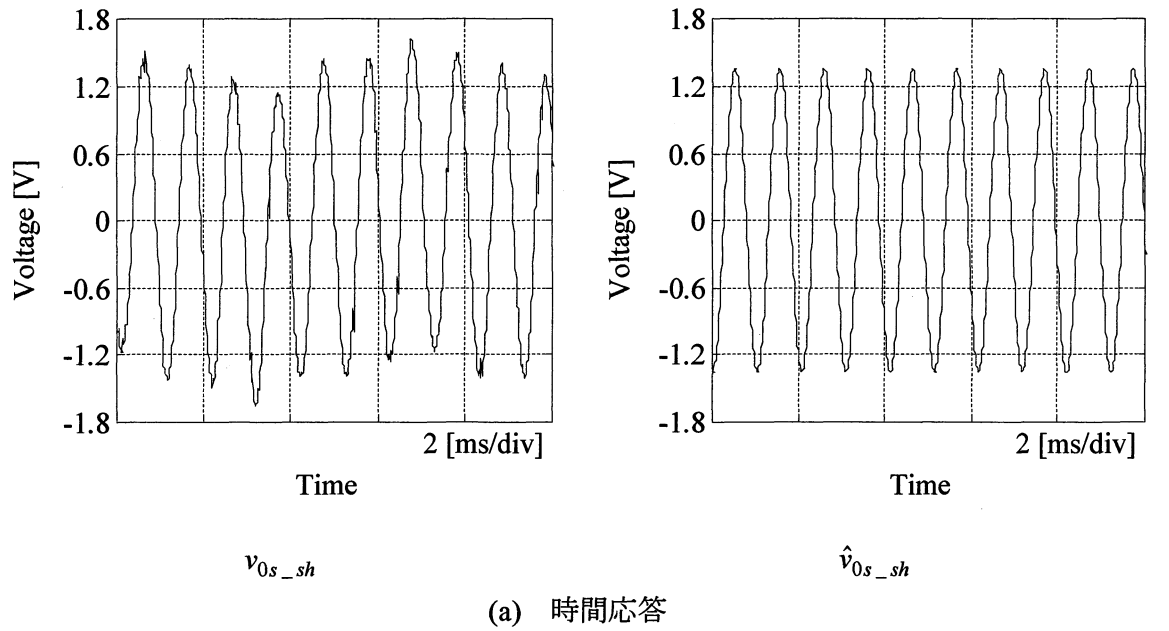 1.8
1.2
0.6
0
-0.6
-1.2
-1.8
Voltage [V]
2 [ms/div]
Time
v0s_sh
1.8
1.2
0.6
0
-0.6
-1.2
-1.8
Voltage [V]
2 [ms/div]
Time
v̂0s_sh
(a) 時間応答